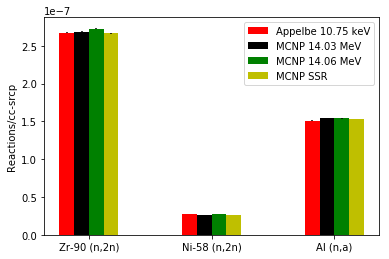 1e−7
Appelbe 10.75 keV
MCNP 14.03 MeV
MCNP 14.06 MeV
MCNP SSR
2.5
2.0
1.5
1.0
0.5
0.0
Reactions/cc-srcp
Zr-90 (n,2n) Ni-58 (n,2n) Al (n,a)